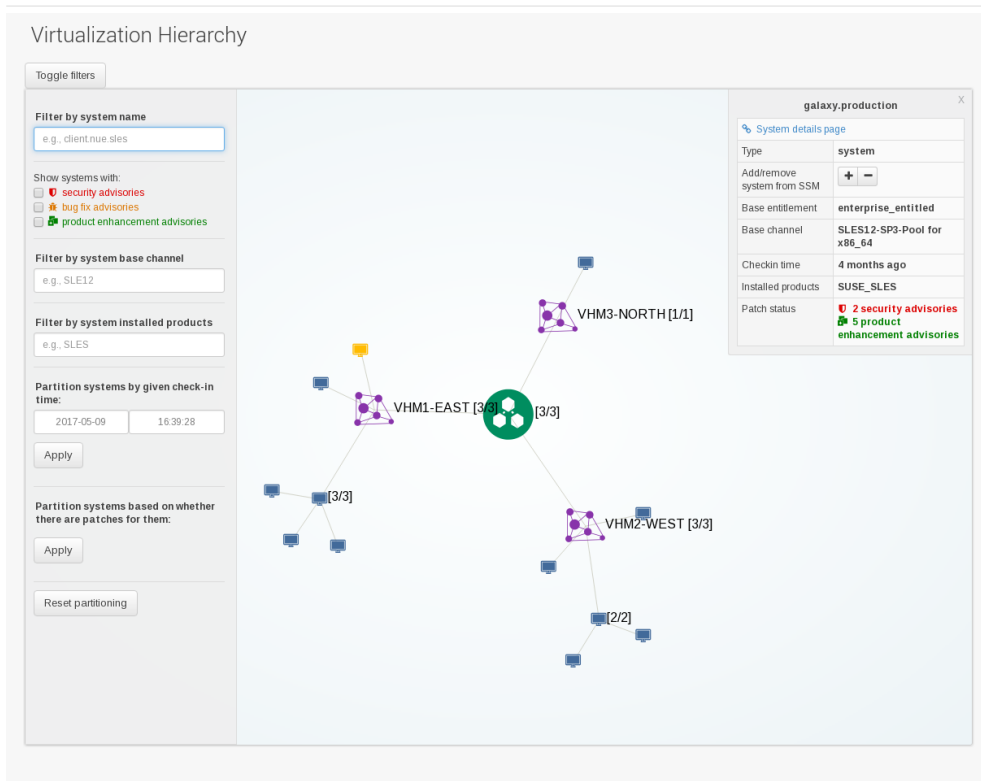 Virtualization Hierarchy
Toggle filters
Filter by system name
e.g., client.nue.sles
Show systems with:
security advisories
bug fix advisories
product enhancement advisories
Filter by system base channel
e.g., SLE12
Filter by system installed products
e.g., SLES
Partition systems by given check-in
time:
2017-05-09 16:39:28
Apply
Partition systems based on whether
there are patches for them:
Apply
Reset partitioning
VHM3-NORTH [1/1]
VHM1-EAST [3/3]
[3/3]
[3/3]
VHM2-WEST [3/3]
[2/2]
galaxy.production X
System details page
Type system
Add/remove
system from SSM
Base entitlement enterprise_entitled
Base channel SLES12-SP3-Pool for
x86_64
Checkin time 4 months ago
Installed products SUSE_SLES
Patch status 2 security advisories
5 product
enhancement advisories